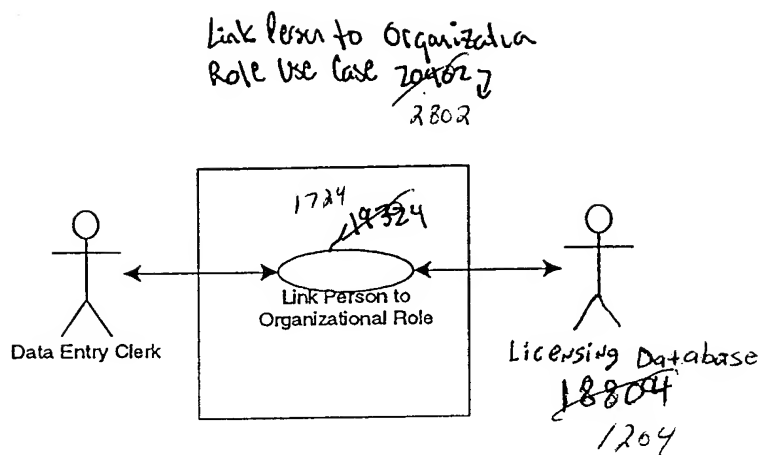 Link Person to Organization
Role Use Case 20402
2802
1724
19324
Link Person to
Organizational Role
Data Entry Clerk
Licensing Database
18804
1204